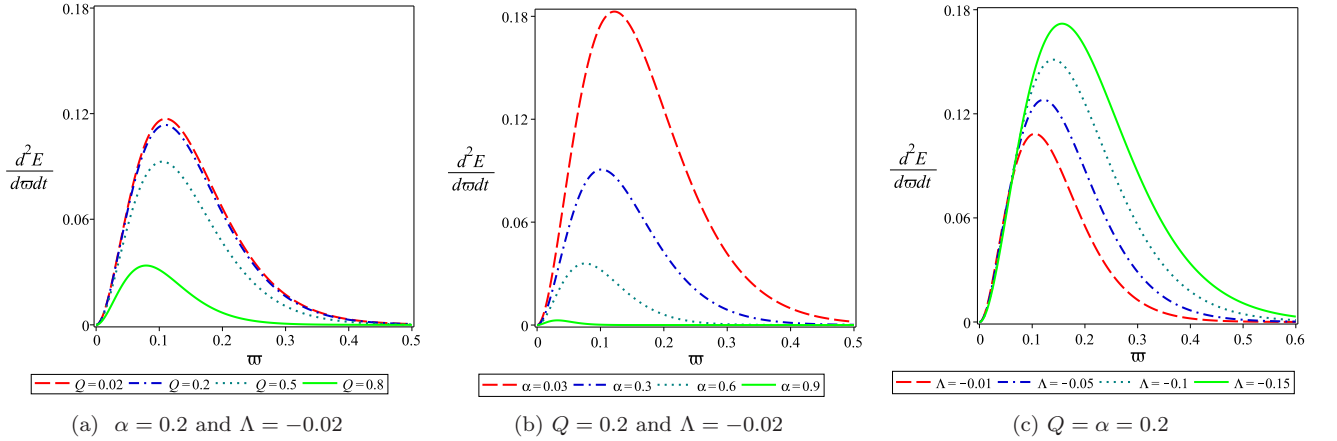 0.18
0.12
0.06
0
d²E
dϖdt
0 0.1 0.2 0.3 0.4 0.5
ϖ
Q = 0.02 Q = 0.2 Q = 0.5 Q = 0.8
(a) α = 0.2 and Λ = −0.02
0.18
0.12
0.06
0
d²E
dϖdt
0 0.1 0.2 0.3 0.4 0.5
ϖ
α = 0.03 α = 0.3 α = 0.6 α = 0.9
(b) Q = 0.2 and Λ = −0.02
0.18
0.12
0.06
0
d²E
dϖdt
0 0.1 0.2 0.3 0.4 0.5 0.6
ϖ
Λ = −0.01 Λ = −0.05 Λ = −0.1 Λ = −0.15
(c) Q = α = 0.2